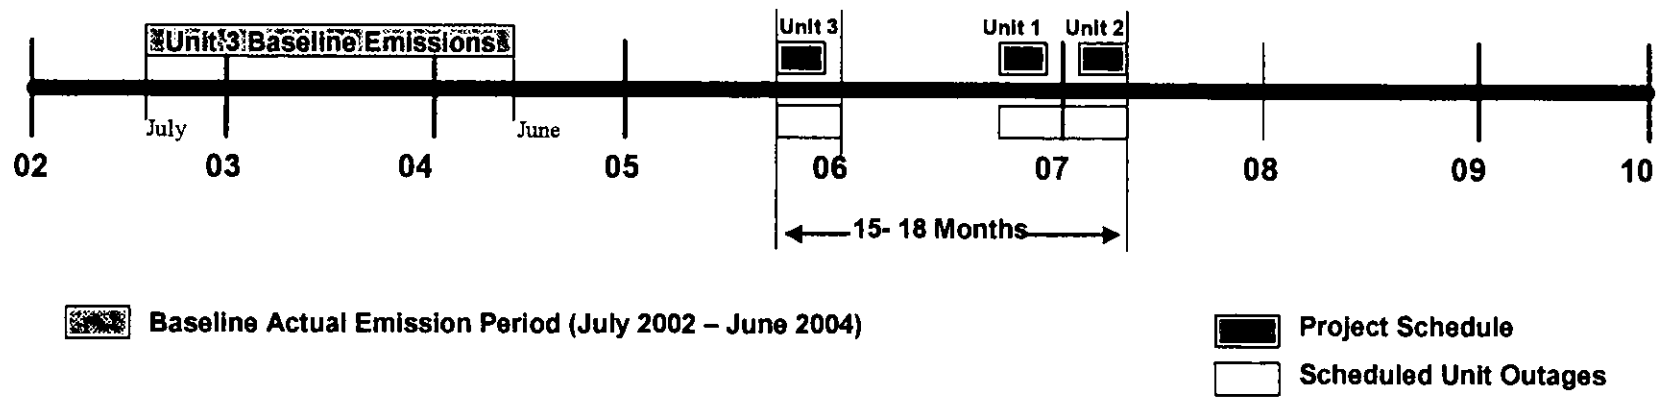 Unit 3 Unit 1 Unit 2
Unit 3 Baseline Emissions
July June
02 03 04 05 06 07 08 09 10
15- 18 Months
Baseline Actual Emission Period (July 2002 – June 2004)
Project Schedule
Scheduled Unit Outages